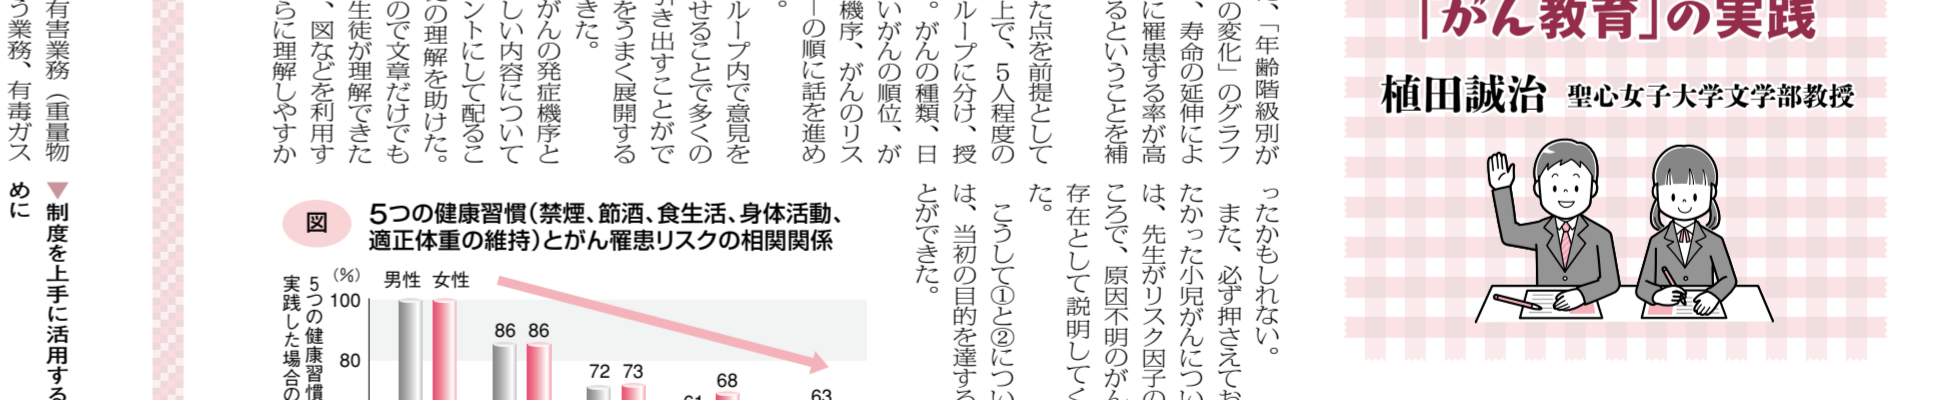 「がん教育」の実践
植田誠治 聖心女子大学文学部教授
、「年齢階級別が
の変化」のグラフ
、寿命の延伸によ
に罹患する率が高
るということを補
た点を前提として
上で、5人程度の
ループに分け、授
。がんの種類、日
いがんの順位、が
機序、がんのリス
ーの順に話を進め
。
ループ内で意見を
せることで多くの
引き出すことがで
をうまく展開する
きた。
がんの発症機序と
しい内容について
ントにして配るこ
の理解を助けた。
ので文章だけでも
生徒が理解できた
、図などを利用す
らに理解しやすか
ったかもしれない。
また、必ず押さえてお
たかった小児がんについ
は、先生がリスク因子の
ころで、原因不明のがん
存在として説明してく
た。
こうして①と②につい
は、当初の目的を達する
とができた。
図
5つの健康習慣(禁煙、節酒、食生活、身体活動、
適正体重の維持)とがん罹患リスクの相関関係
5つの健康習慣
実践した場合の
(%)
男性 女性
100
80
86 86
72 73
61 68
63
有害業務(重量物
う業務、有毒ガス
▼制度を上手に活用する
めに